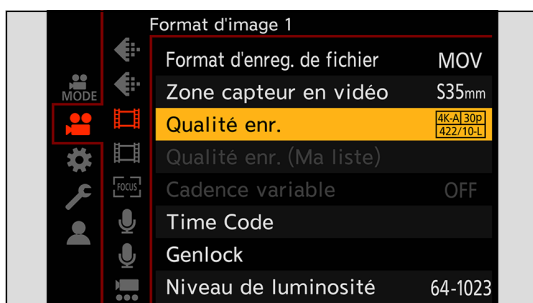 Format d'image 1
Format d'enreg. de fichier MOV
MODE
Zone capteur en vidéo S35mm
Qualité enr. 4K-A 30p 422/10-L
Qualité enr. (Ma liste)
FOCUS
Cadence variable OFF
Time Code
Genlock
Niveau de luminosité 64-1023